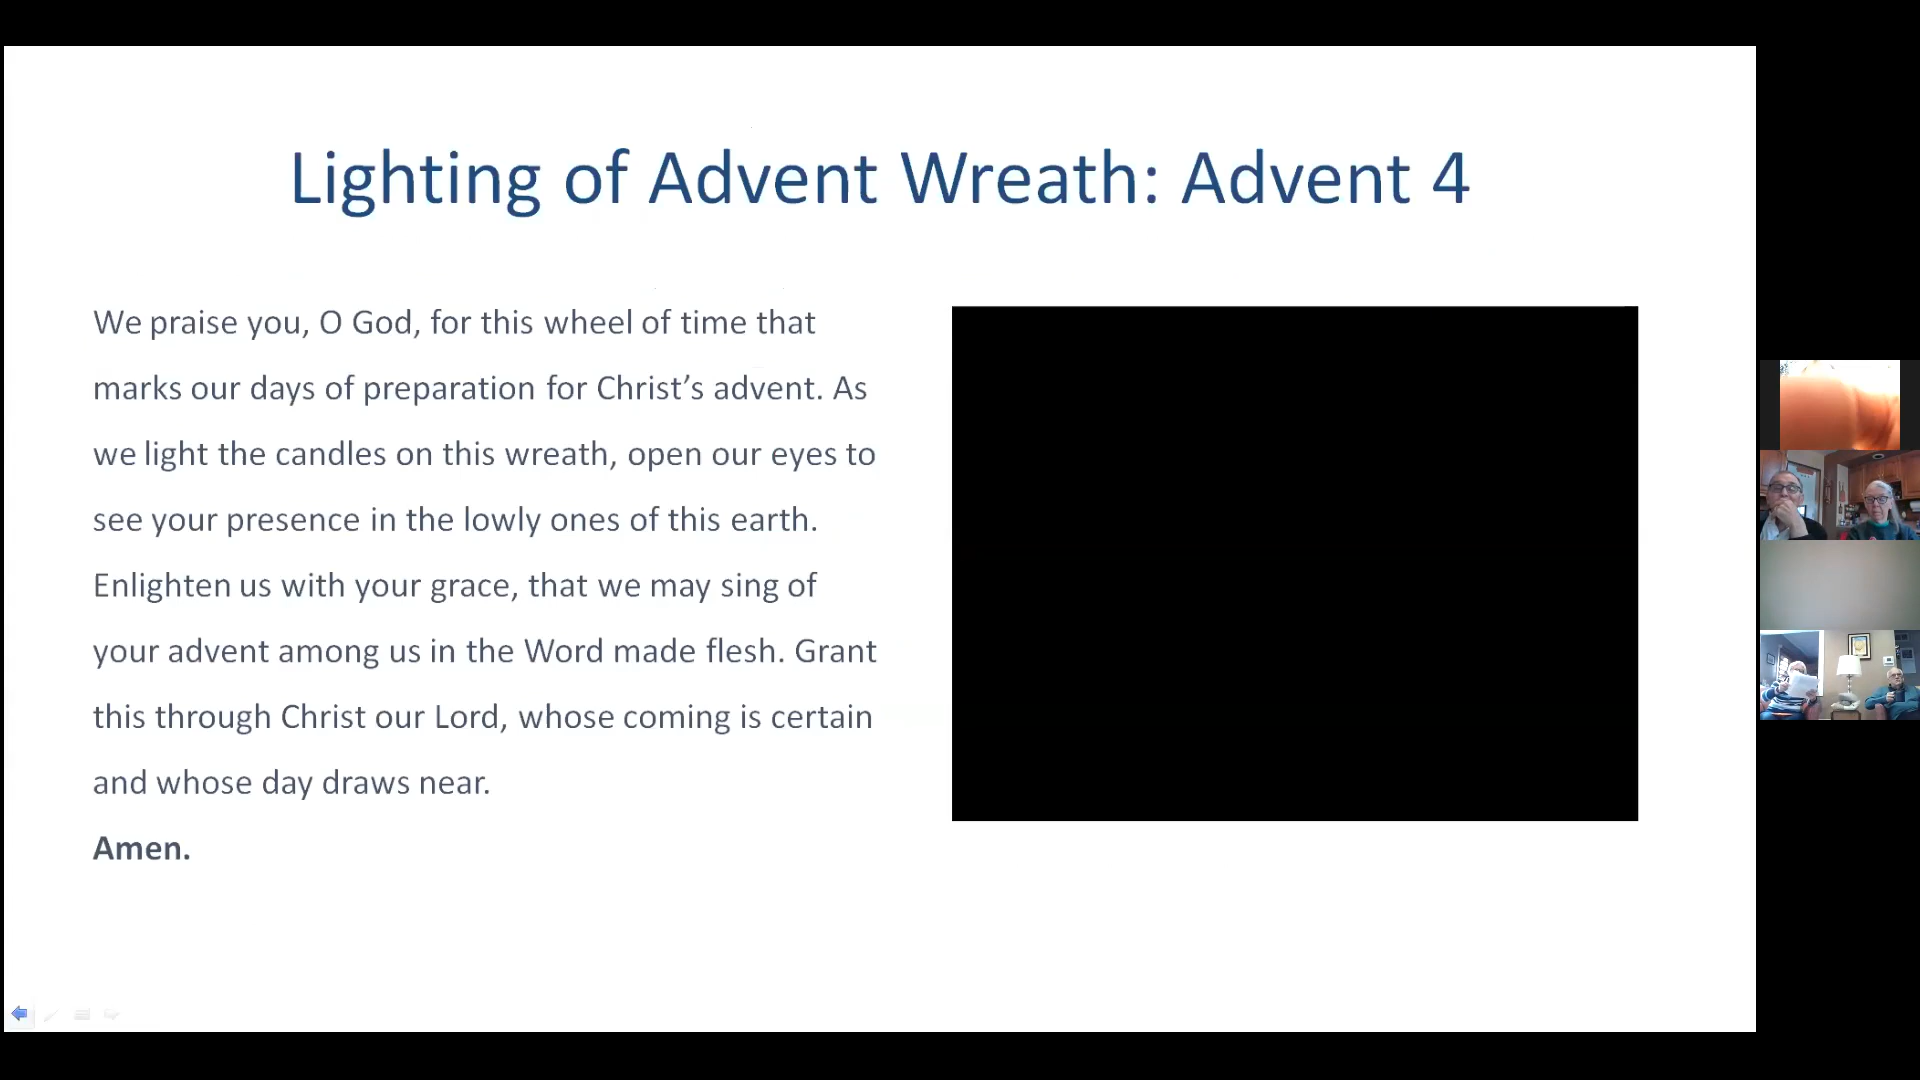 Lighting of Advent Wreath: Advent 4
We praise you, O God, for this wheel of time that
marks our days of preparation for Christ’s advent. As
we light the candles on this wreath, open our eyes to
see your presence in the lowly ones of this earth.
Enlighten us with your grace, that we may sing of
your advent among us in the Word made flesh. Grant
this through Christ our Lord, whose coming is certain
and whose day draws near.
Amen.